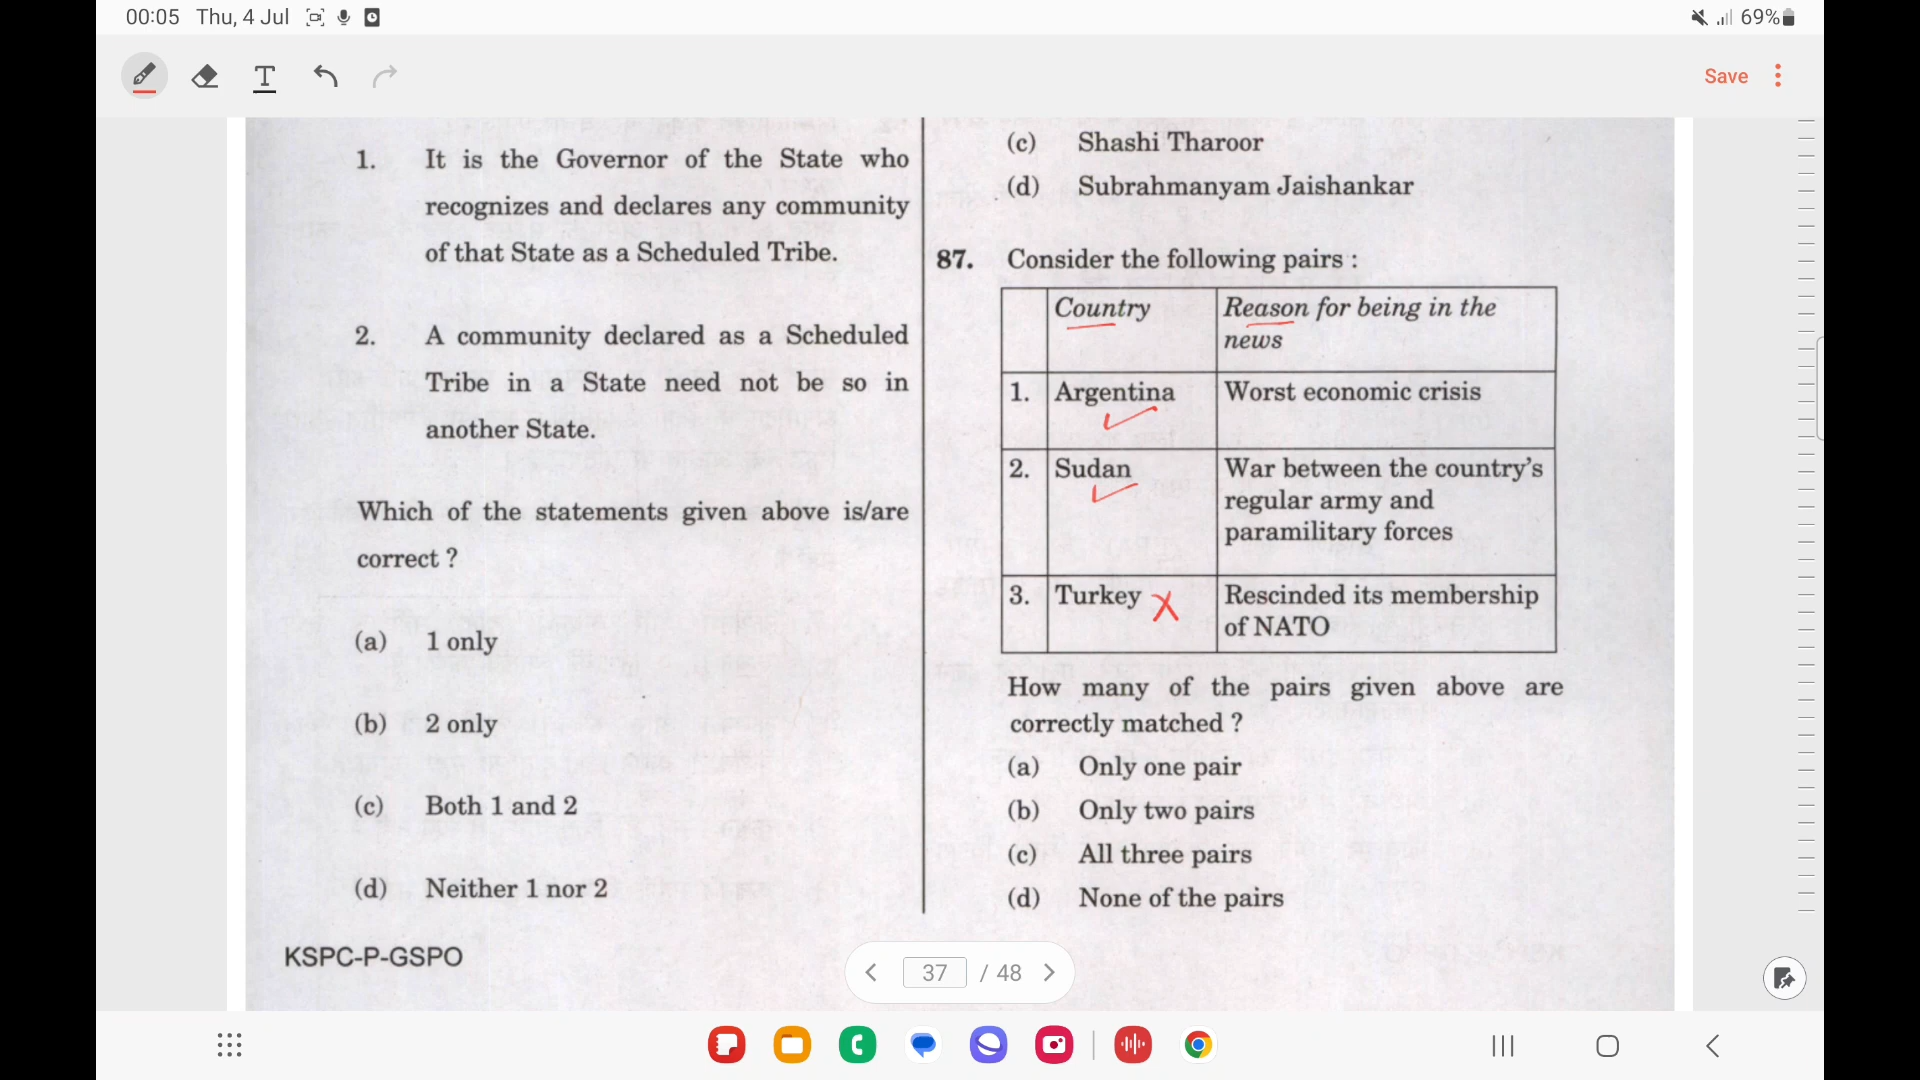 00:05 Thu, 4 Jul
69%
T
Save
1. It is the Governor of the State who
recognizes and declares any community
of that State as a Scheduled Tribe.
2. A community declared as a Scheduled
Tribe in a State need not be so in
another State.
Which of the statements given above is/are
correct ?
(a) 1 only
(b) 2 only
(c) Both 1 and 2
(d) Neither 1 nor 2
KSPC-P-GSPO
(c) Shashi Tharoor
(d) Subrahmanyam Jaishankar
87. Consider the following pairs :
Country
Reason for being in the
news
1. Argentina
Worst economic crisis
2. Sudan
War between the country's
regular army and
paramilitary forces
3. Turkey
Rescinded its membership
of NATO
How many of the pairs given above are
correctly matched ?
(a) Only one pair
(b) Only two pairs
(c) All three pairs
(d) None of the pairs
37 / 48